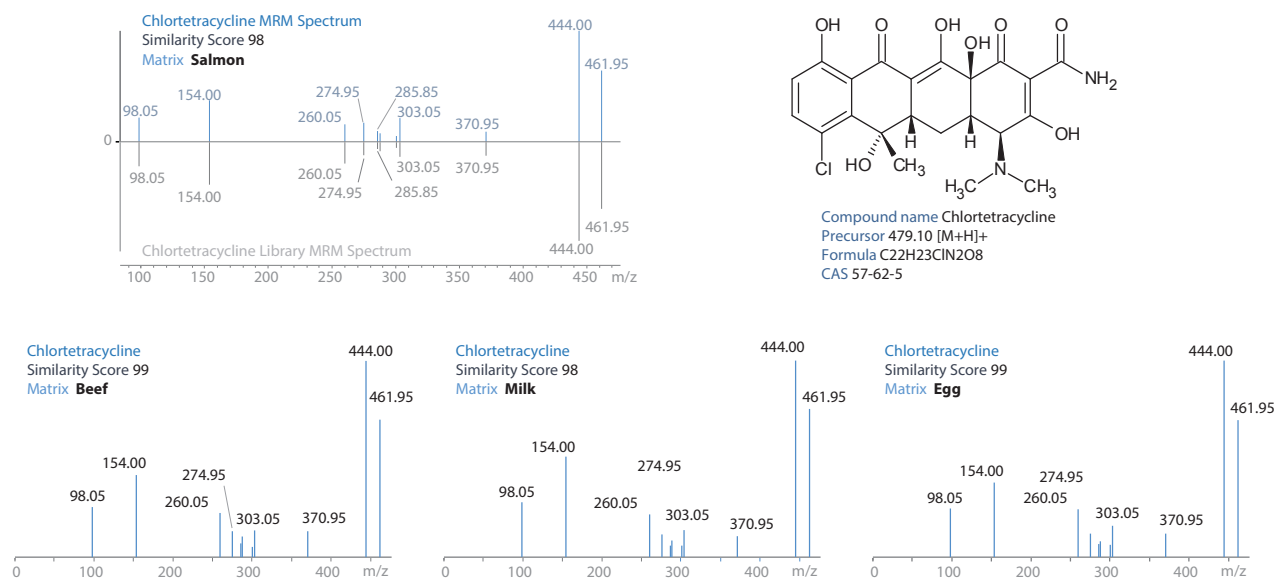 Chlortetracycline MRM Spectrum
Similarity Score 98
Matrix Salmon
444.00
461.95
98.05
154.00
274.95
260.05
285.85
303.05
370.95
0
98.05
154.00
260.05
274.95
285.85
303.05
370.95
461.95
444.00
Chlortetracycline Library MRM Spectrum
100 150 200 250 300 350 400 450 m/z
OH O OH OH O O
NH2
OH
H H
HO CH3
Cl
N
H3C CH3
Compound name Chlortetracycline
Precursor 479.10 [M+H]+
Formula C22H23ClN2O8
CAS 57-62-5
Chlortetracycline
Similarity Score 99
Matrix Beef
444.00
461.95
154.00
274.95
98.05
260.05
303.05
370.95
0 100 200 300 400 m/z
Chlortetracycline
Similarity Score 98
Matrix Milk
444.00
461.95
154.00
274.95
98.05
260.05
303.05
370.95
0 100 200 300 400 m/z
Chlortetracycline
Similarity Score 99
Matrix Egg
444.00
461.95
154.00
274.95
98.05
260.05
303.05
370.95
0 100 200 300 400 m/z